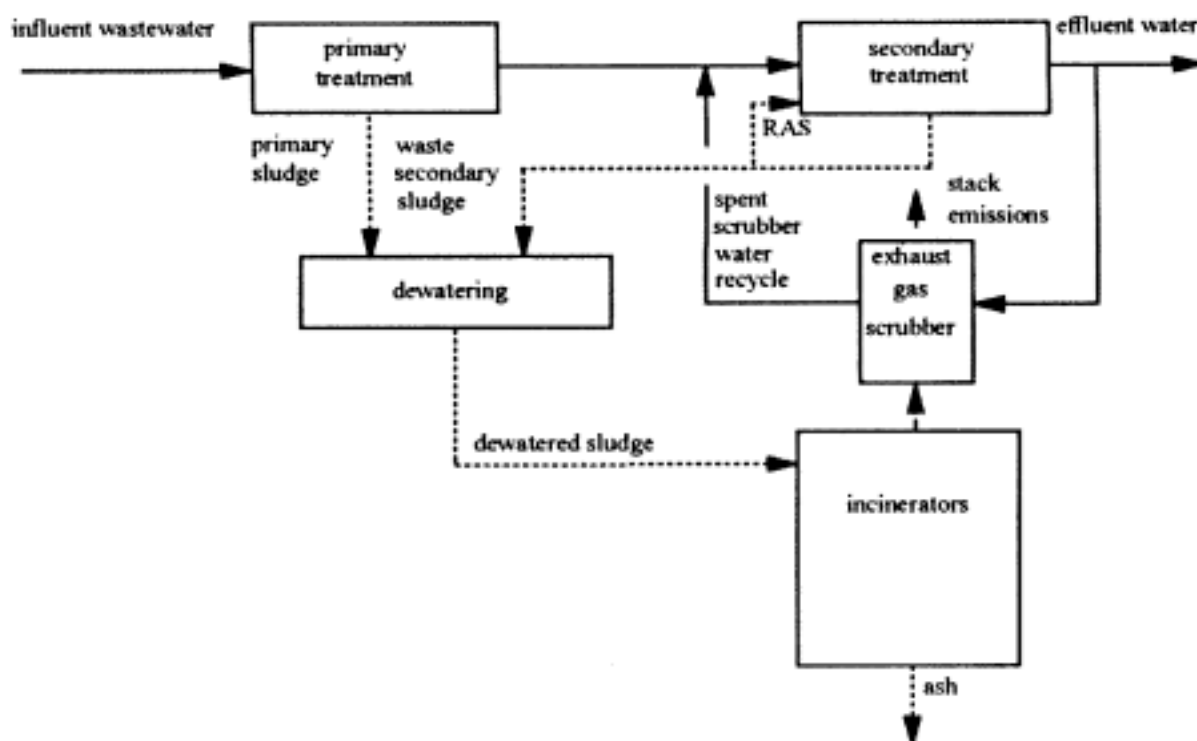 influent wastewater
primary
treatment
secondary
treatment
effluent water
primary
sludge
waste
secondary
sludge
RAS
spent
scrubber
water
recycle
stack
emissions
exhaust
gas
scrubber
dewatering
dewatered sludge
incinerators
ash